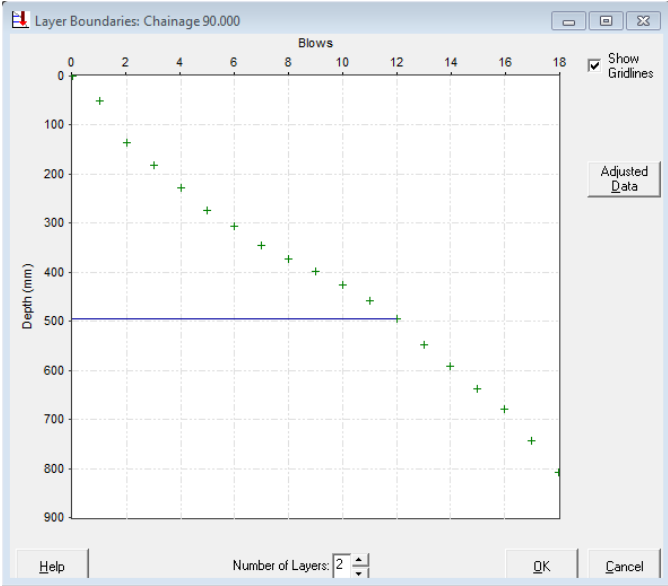 Layer Boundaries: Chainage 90.000
Blows
0 2 4 6 8 10 12 14 16 18
Show
Gridlines
Adjusted
Data
0
100
200
300
400
500
600
700
800
900
Depth (mm)
Help
Number of Layers: 2
OK
Cancel